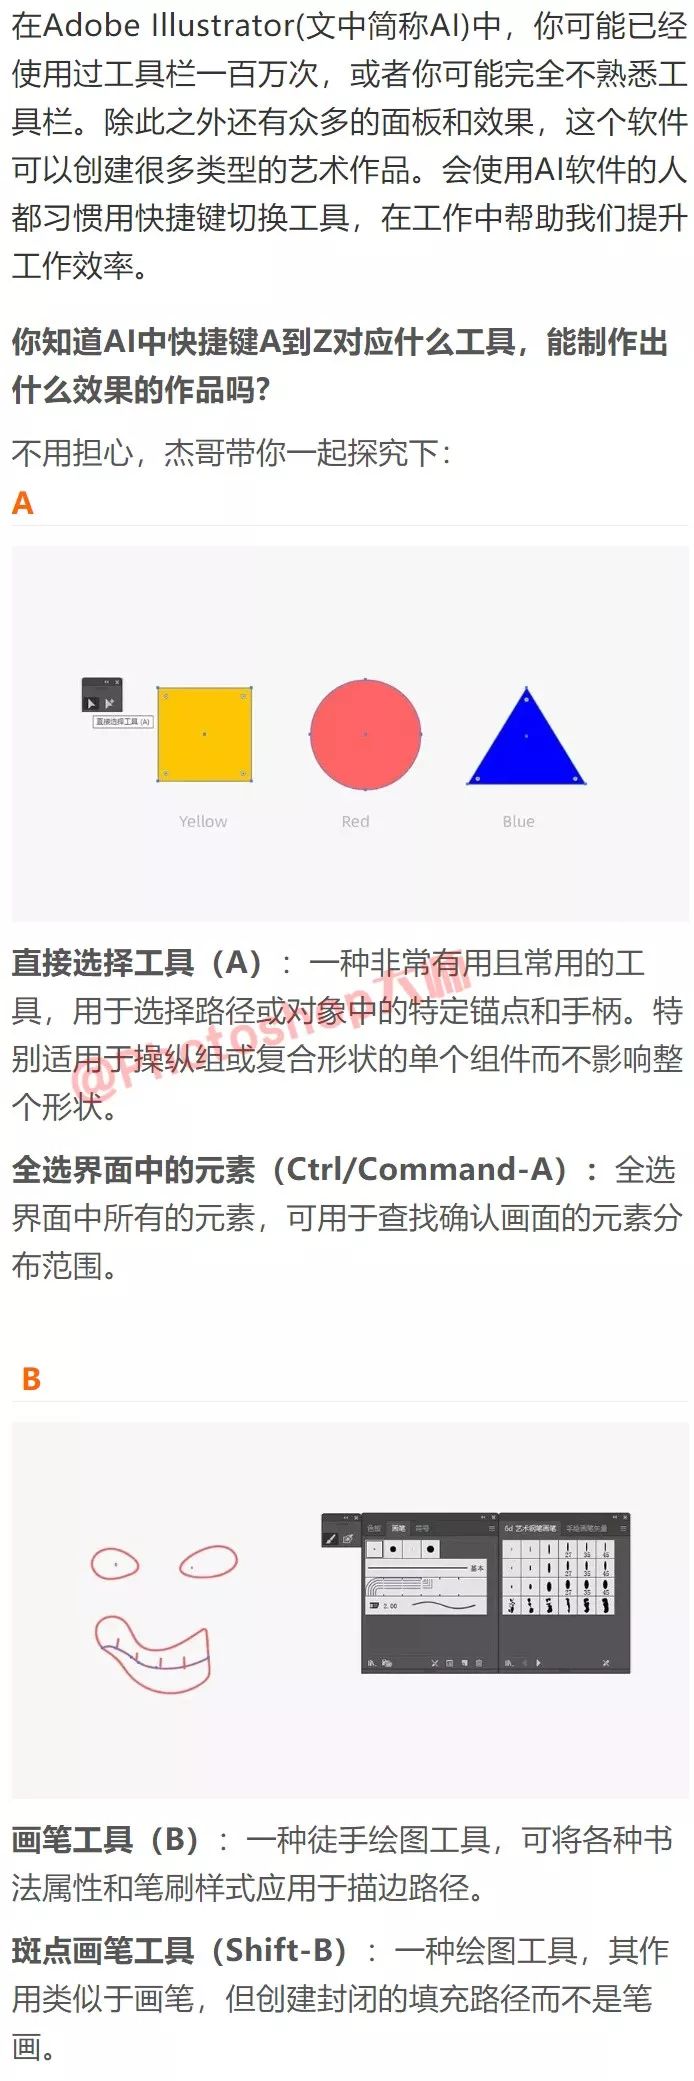 在Adobe Illustrator(文中简称AI)中，你可能已经
使用过工具栏一百万次，或者你可能完全不熟悉工
具栏。除此之外还有众多的面板和效果，这个软件
可以创建很多类型的艺术作品。会使用AI软件的人
都习惯用快捷键切换工具，在工作中帮助我们提升
工作效率。
你知道AI中快捷键A到Z对应什么工具，能制作出
什么效果的作品吗?
不用担心，杰哥带你一起探究下：
A
直接选择工具 (A)
Yellow
Red
Blue
直接选择工具（A）：一种非常有用且常用的工
具，用于选择路径或对象中的特定锚点和手柄。特
别适用于操纵组或复合形状的单个组件而不影响整
个形状。
@Photoshop大师
全选界面中的元素（Ctrl/Command-A）：全选
界面中所有的元素，可用于查找确认画面的元素分
布范围。
B
色板 画笔 符号
6d 艺术钢笔画笔 手绘画笔矢量
27 35 45
基本
27 35 45
27 35 45
2.00
画笔工具（B）：一种徒手绘图工具，可将各种书
法属性和笔刷样式应用于描边路径。
斑点画笔工具（Shift-B）：一种绘图工具，其作
用类似于画笔，但创建封闭的填充路径而不是笔
画。